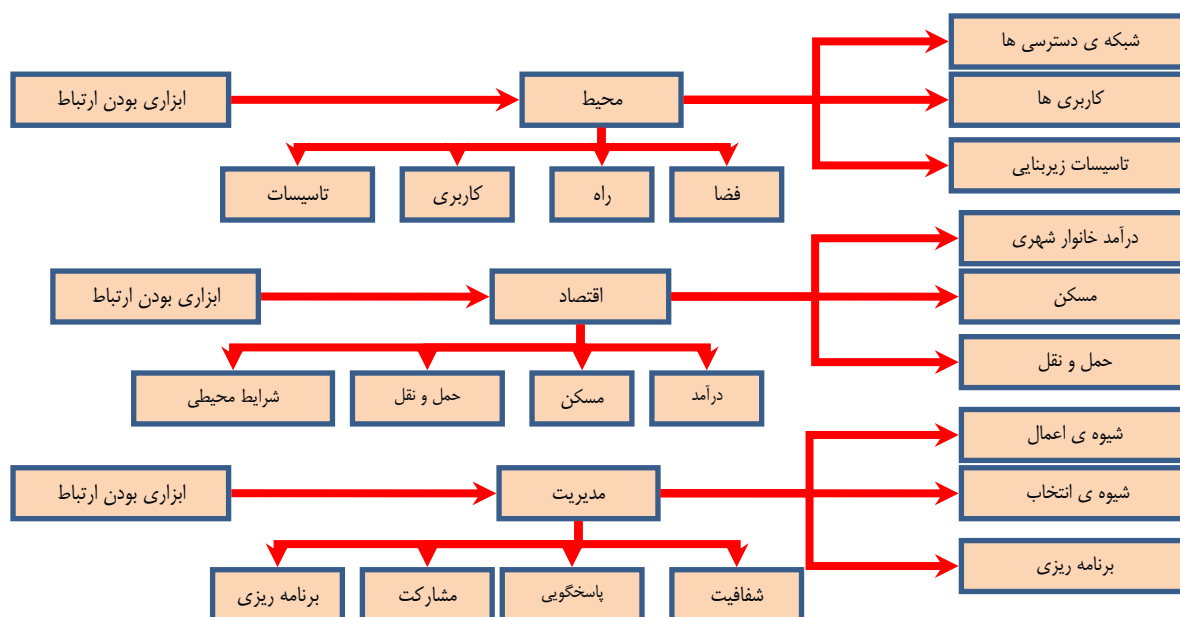 شبکه ی دسترسی ها
ابزاری بودن ارتباط
محیط
کاربری ها
تاسیسات زیربنایی
فضا
راه
کاربری
تاسیسات
درآمد خانوار شهری
ابزاری بودن ارتباط
اقتصاد
مسکن
حمل و نقل
درآمد
مسکن
حمل و نقل
شرایط محیطی
شیوه ی اعمال
ابزاری بودن ارتباط
مدیریت
شیوه ی انتخاب
برنامه ریزی
شفافیت
پاسخگویی
مشارکت
برنامه ریزی